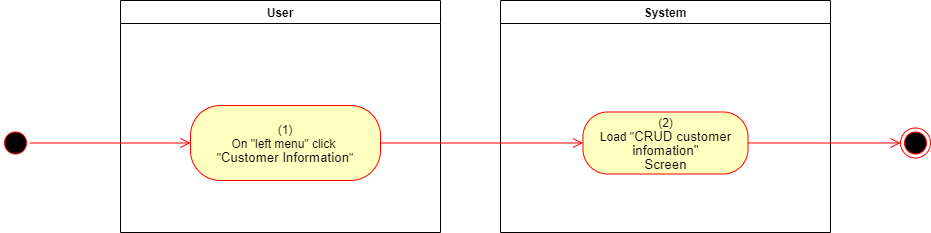 User
System
(1)
On "left menu" click
"Customer Information"
(2)
Load "CRUD customer
infomation"
Screen